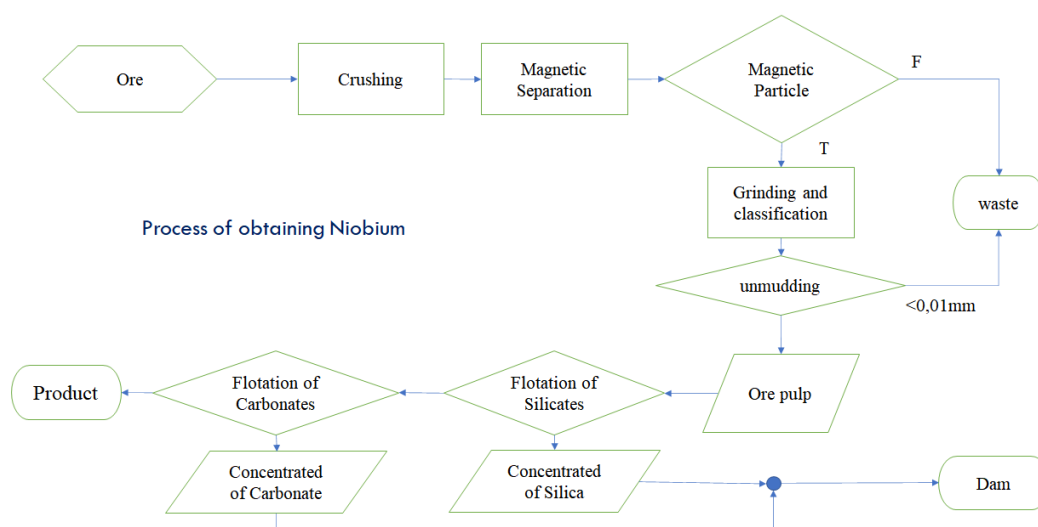 Ore
Crushing
Magnetic
Separation
Magnetic
Particle
F
T
Grinding and
classification
waste
Process of obtaining Niobium
unmudding
<0,01mm
Product
Flotation of
Carbonates
Flotation of
Silicates
Ore pulp
Concentrated
of Carbonate
Concentrated
of Silica
Dam